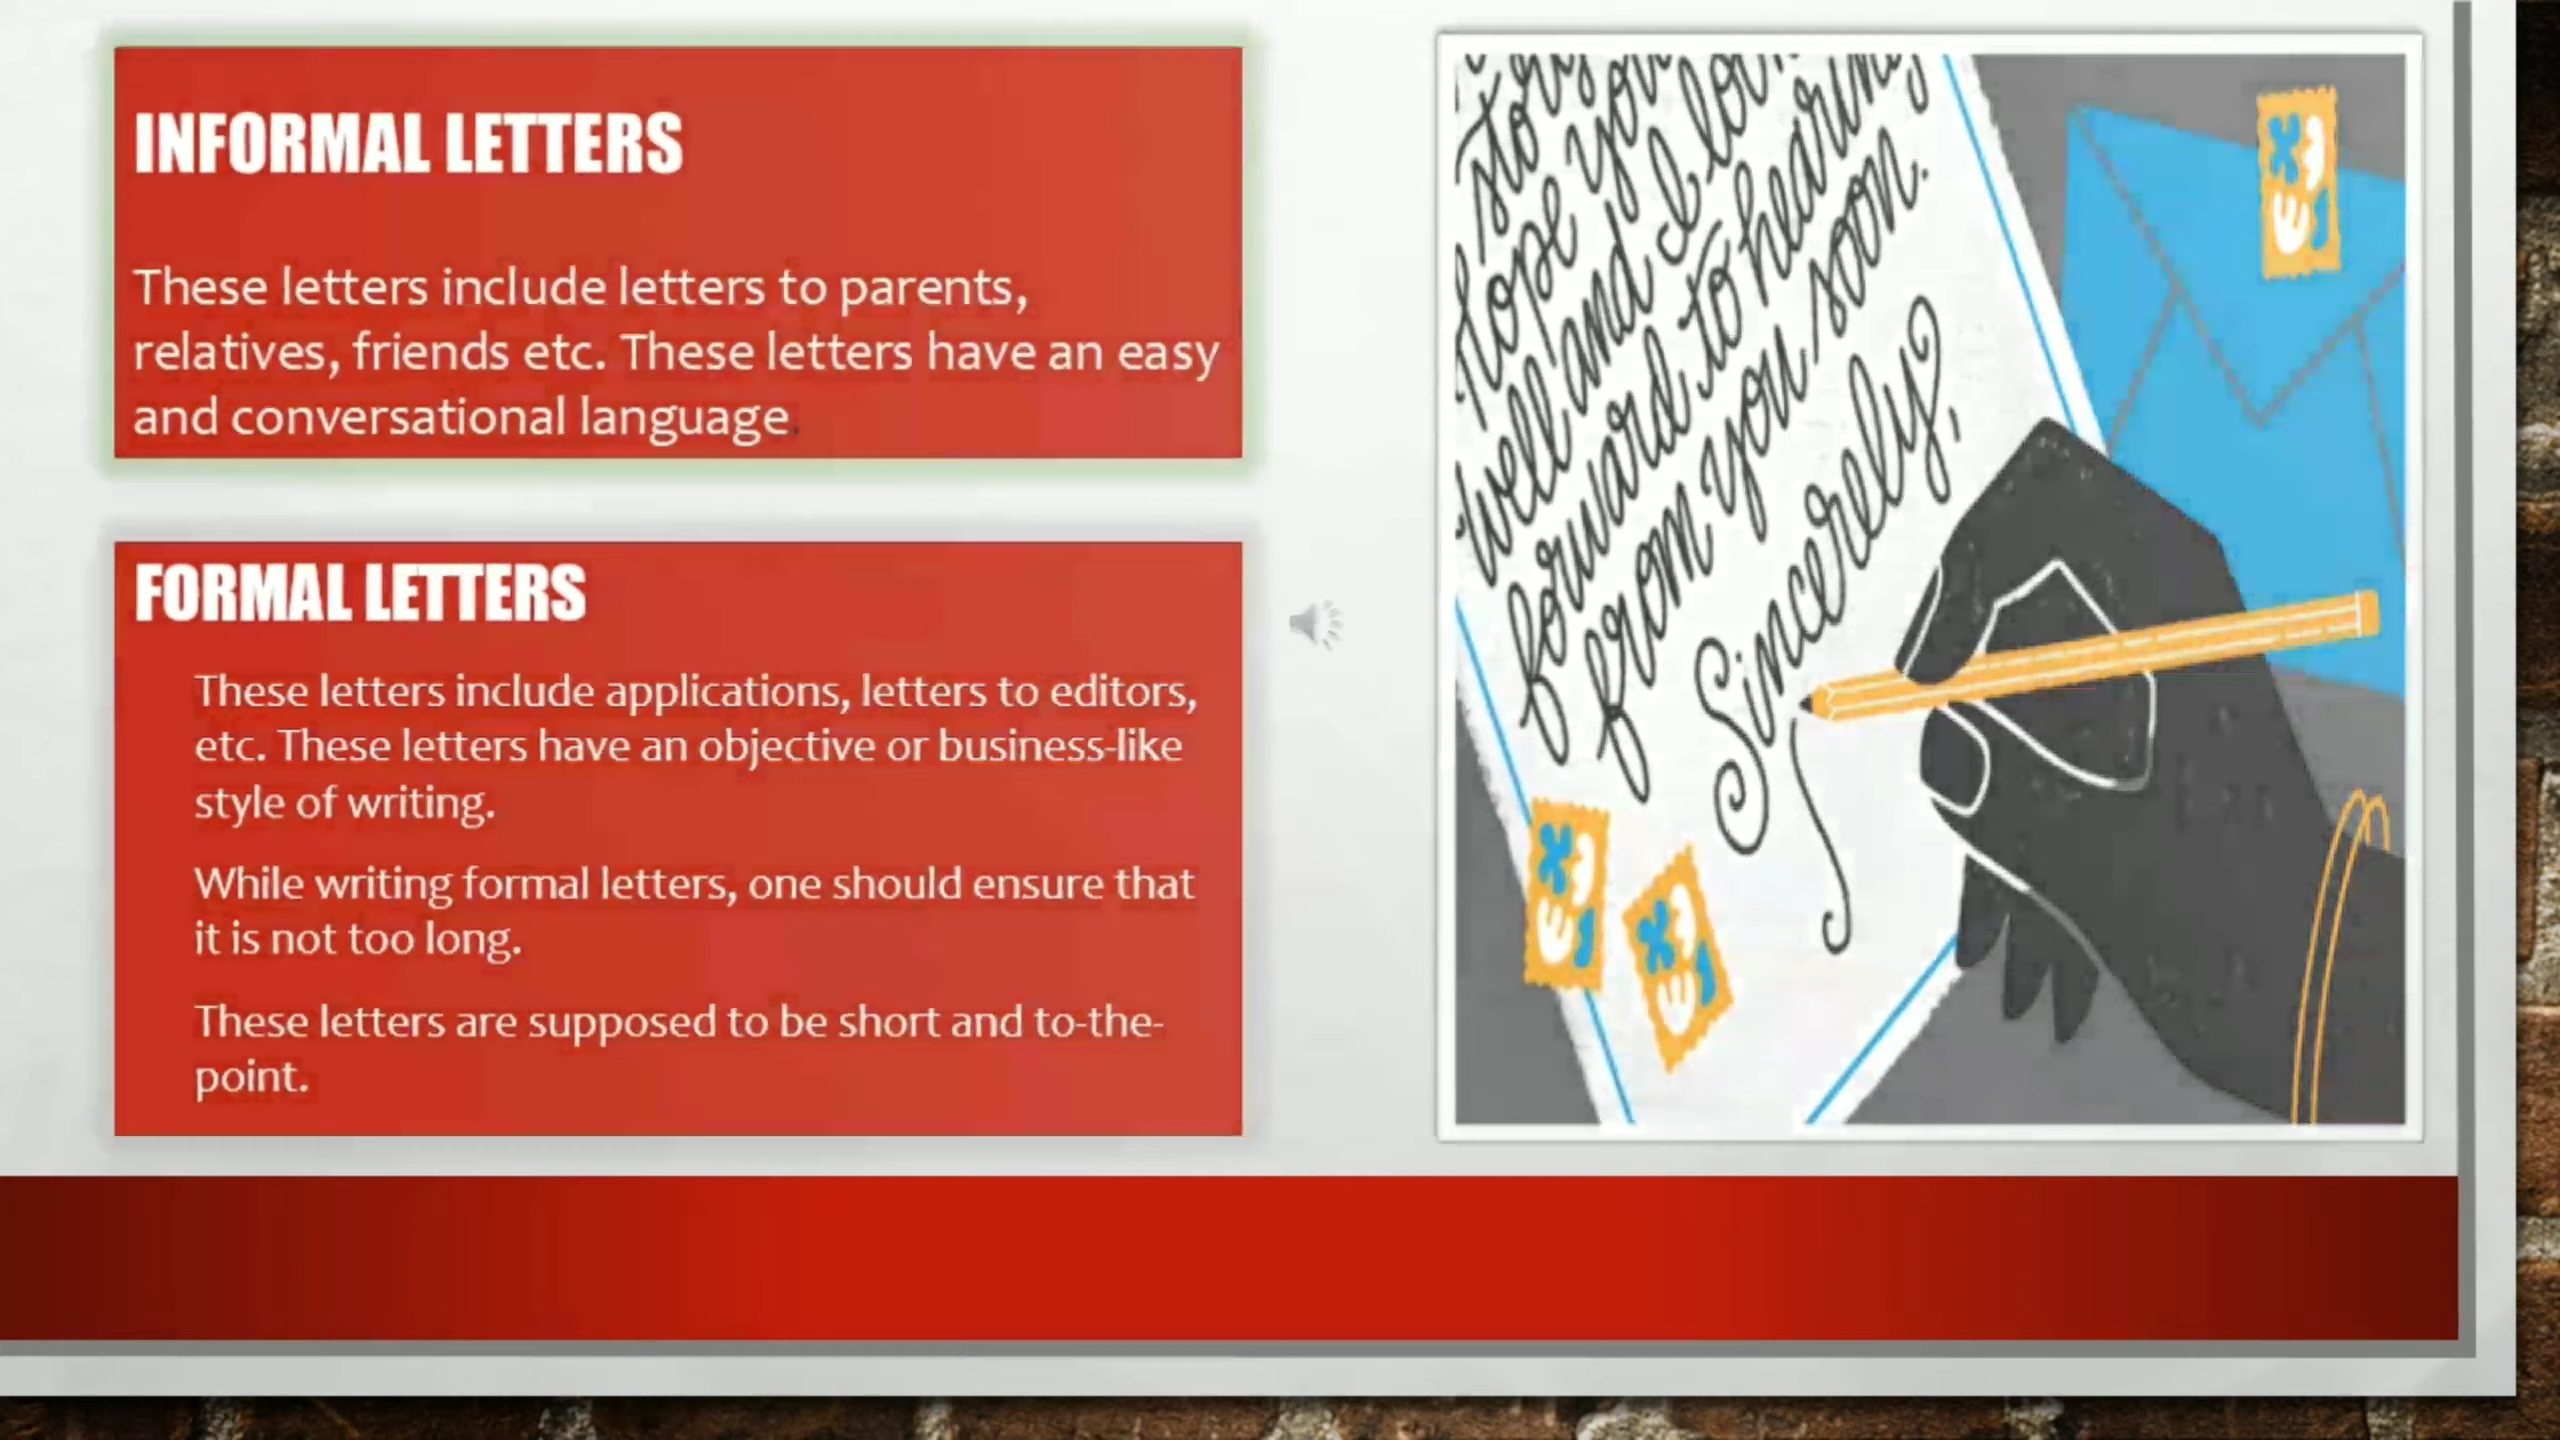 INFORMAL LETTERS
These letters include letters to parents,
relatives, friends etc. These letters have an easy
and conversational language.
FORMAL LETTERS
These letters include applications, letters to editors,
etc. These letters have an objective or business-like
style of writing.
While writing formal letters, one should ensure that
it is not too long.
These letters are supposed to be short and to-the-
point.
sto
hope you
well and I
forward to hearing
from you soon.
Sincerely,